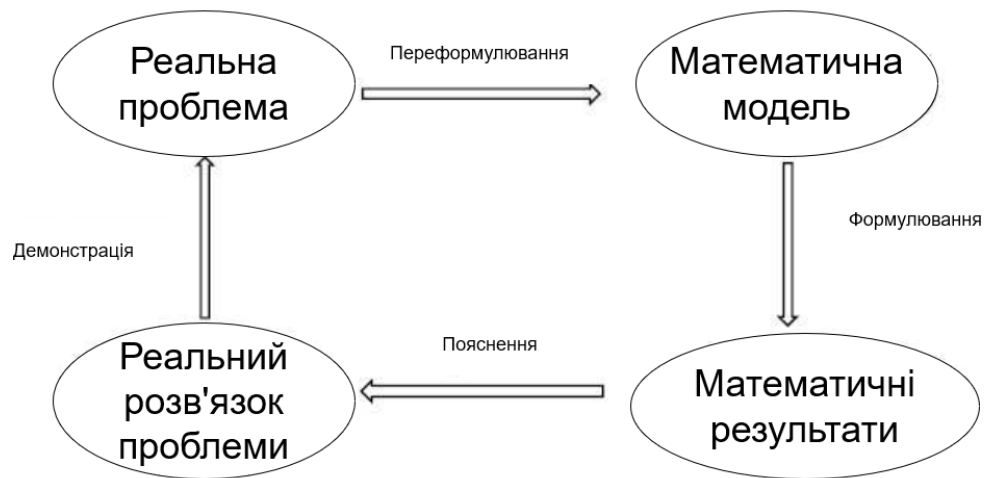 Реальна
проблема
Переформулювання
Математична
модель
Демонстрація
Формулювання
Реальний
розв'язок
проблеми
Пояснення
Математичні
результати